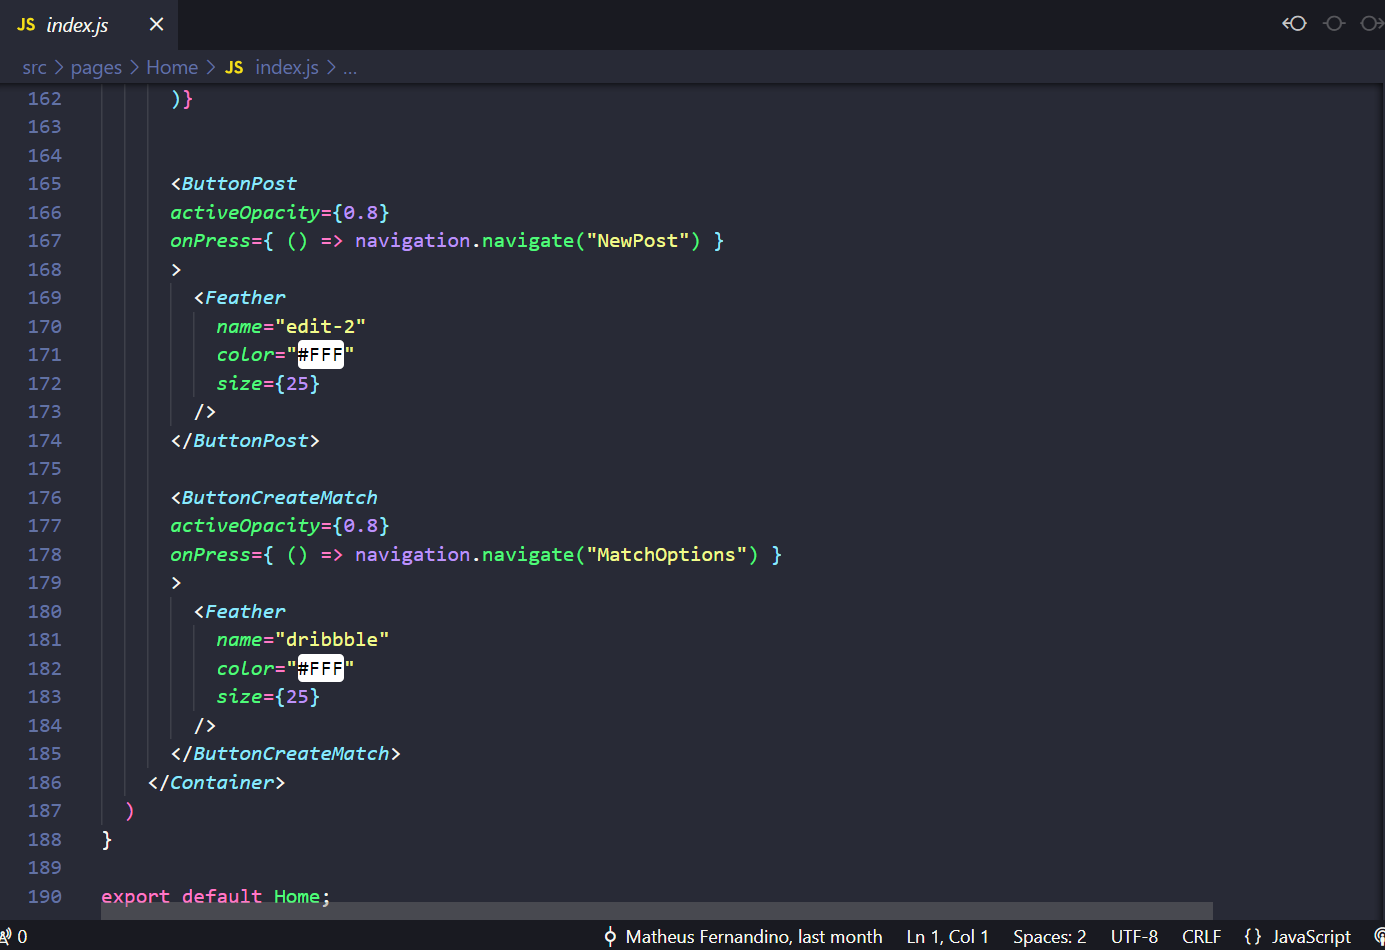 JS index.js ×
src > pages > Home > JS index.js > ...
162 )}
163
164
165 <ButtonPost
166 activeOpacity={0.8}
167 onPress={ () => navigation.navigate("NewPost") }
168 >
169 <Feather
170 name="edit-2"
171 color="#FFF"
172 size={25}
173 />
174 </ButtonPost>
175
176 <ButtonCreateMatch
177 activeOpacity={0.8}
178 onPress={ () => navigation.navigate("MatchOptions") }
179 >
180 <Feather
181 name="dribbble"
182 color="#FFF"
183 size={25}
184 />
185 </ButtonCreateMatch>
186 </Container>
187 )
188 }
189
190 export default Home;
0 Matheus Fernandino, last month Ln 1, Col 1 Spaces: 2 UTF-8 CRLF {} JavaScript